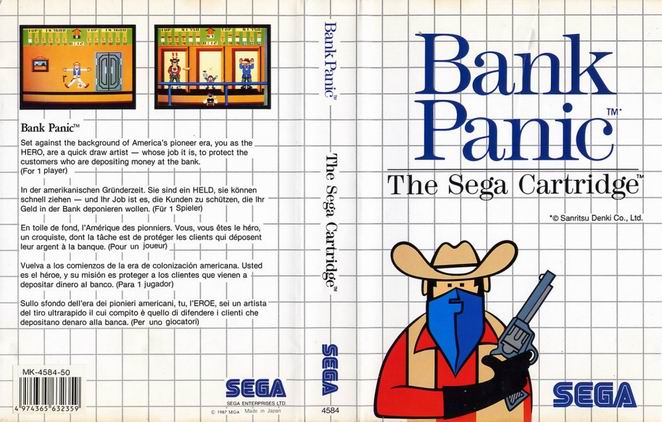 Bank Panic™
Set against the background of America's pioneer era, you as the
HERO, are a quick draw artist — whose job it is, to protect the
customers who are depositing money at the bank.
(For 1 player)
In der amerikanischen Gründerzeit. Sie sind ein HELD, sie können
schnell ziehen — und Ihr Job ist es, die Kunden zu schützen, die Ihr
Geld in der Bank deponieren wollen. (Für 1 Spieler)
En toile de fond, l'Amérique des pionniers. Vous, vous êtes le héro,
un croquiste, dont la tâche est de protéger les clients qui déposent
leur argent à la banque. (Pour un joueur)
Vuelva a los comienzos de la era de colonización americana. Usted
es el héroe, y su misión es proteger a los clientes que vienen a
depositar dinero al banco. (Para 1 jugador)
Sullo sfondo dell'era dei pionieri americani, tu, l'EROE, sei un artista
del tiro ultrarapido il cui compito è quello di difendere i clienti che
depositano denaro alla banca. (Per uno giocatori)
MK-4584-50
4974365632359
SEGA
SEGA ENTERPRISES LTD.
© 1987 SEGA Made in Japan
Bank Panic™
The Sega Cartridge™
SEGA
4584
Bank
Panic™*
The Sega Cartridge™
*© Sanritsu Denki Co., Ltd.
SEGA